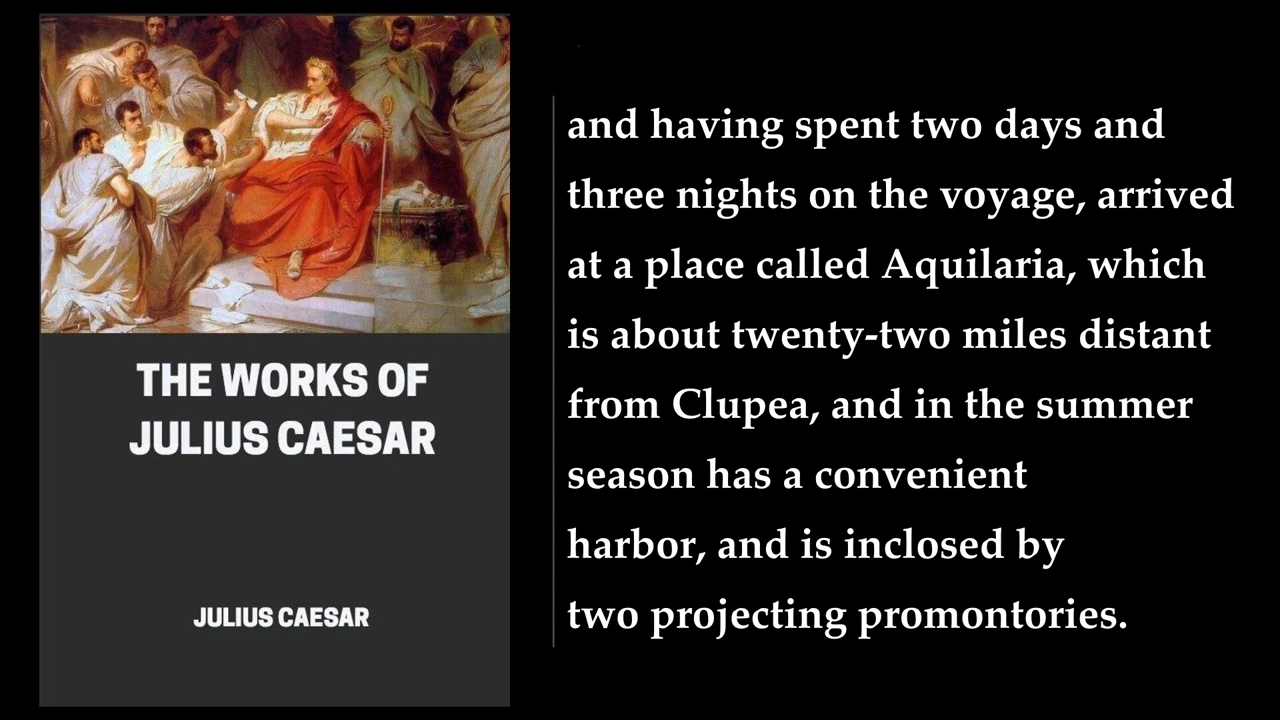 THE WORKS OF
JULIUS CAESAR
JULIUS CAESAR
and having spent two days and
three nights on the voyage, arrived
at a place called Aquilaria, which
is about twenty-two miles distant
from Clupea, and in the summer
season has a convenient
harbor, and is inclosed by
two projecting promontories.